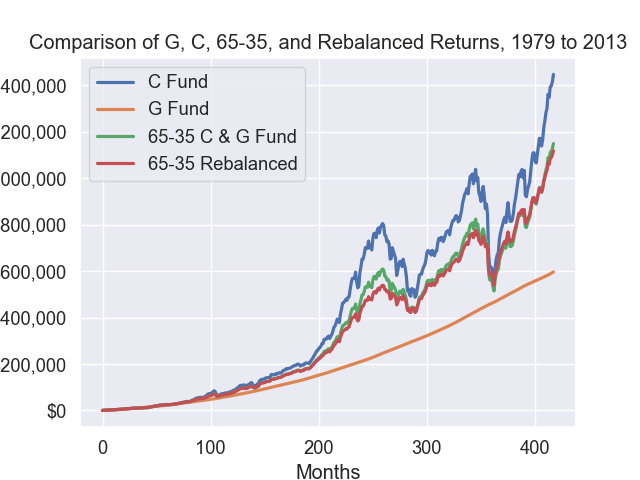 Comparison of G, C, 65-35, and Rebalanced Returns, 1979 to 2013
C Fund
G Fund
65-35 C & G Fund
65-35 Rebalanced
400,000
200,000
000,000
800,000
600,000
400,000
200,000
$0
0
100
200
300
400
Months